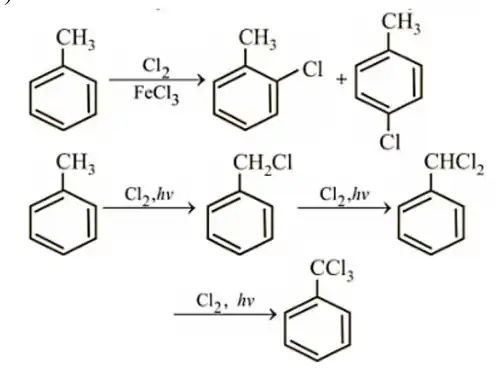 )
CH₃ Cl₂ FeCl₃ CH₃ Cl + CH₃ Cl
CH₃ Cl₂,hν CH₂Cl Cl₂,hν CHCl₂
Cl₂, hν CCl₃